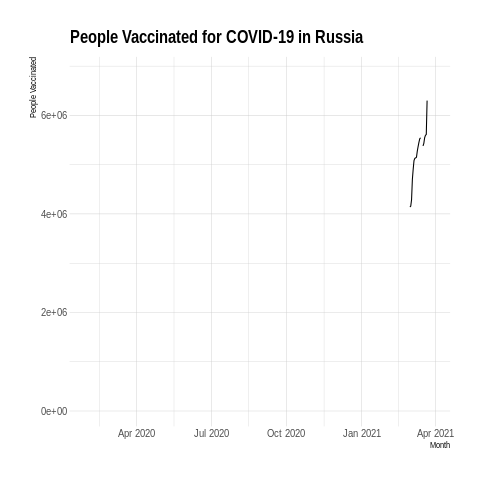 People Vaccinated for COVID-19 in Russia
People Vaccinated
6e+06
4e+06
2e+06
0e+00
Apr 2020 Jul 2020 Oct 2020 Jan 2021 Apr 2021
Month